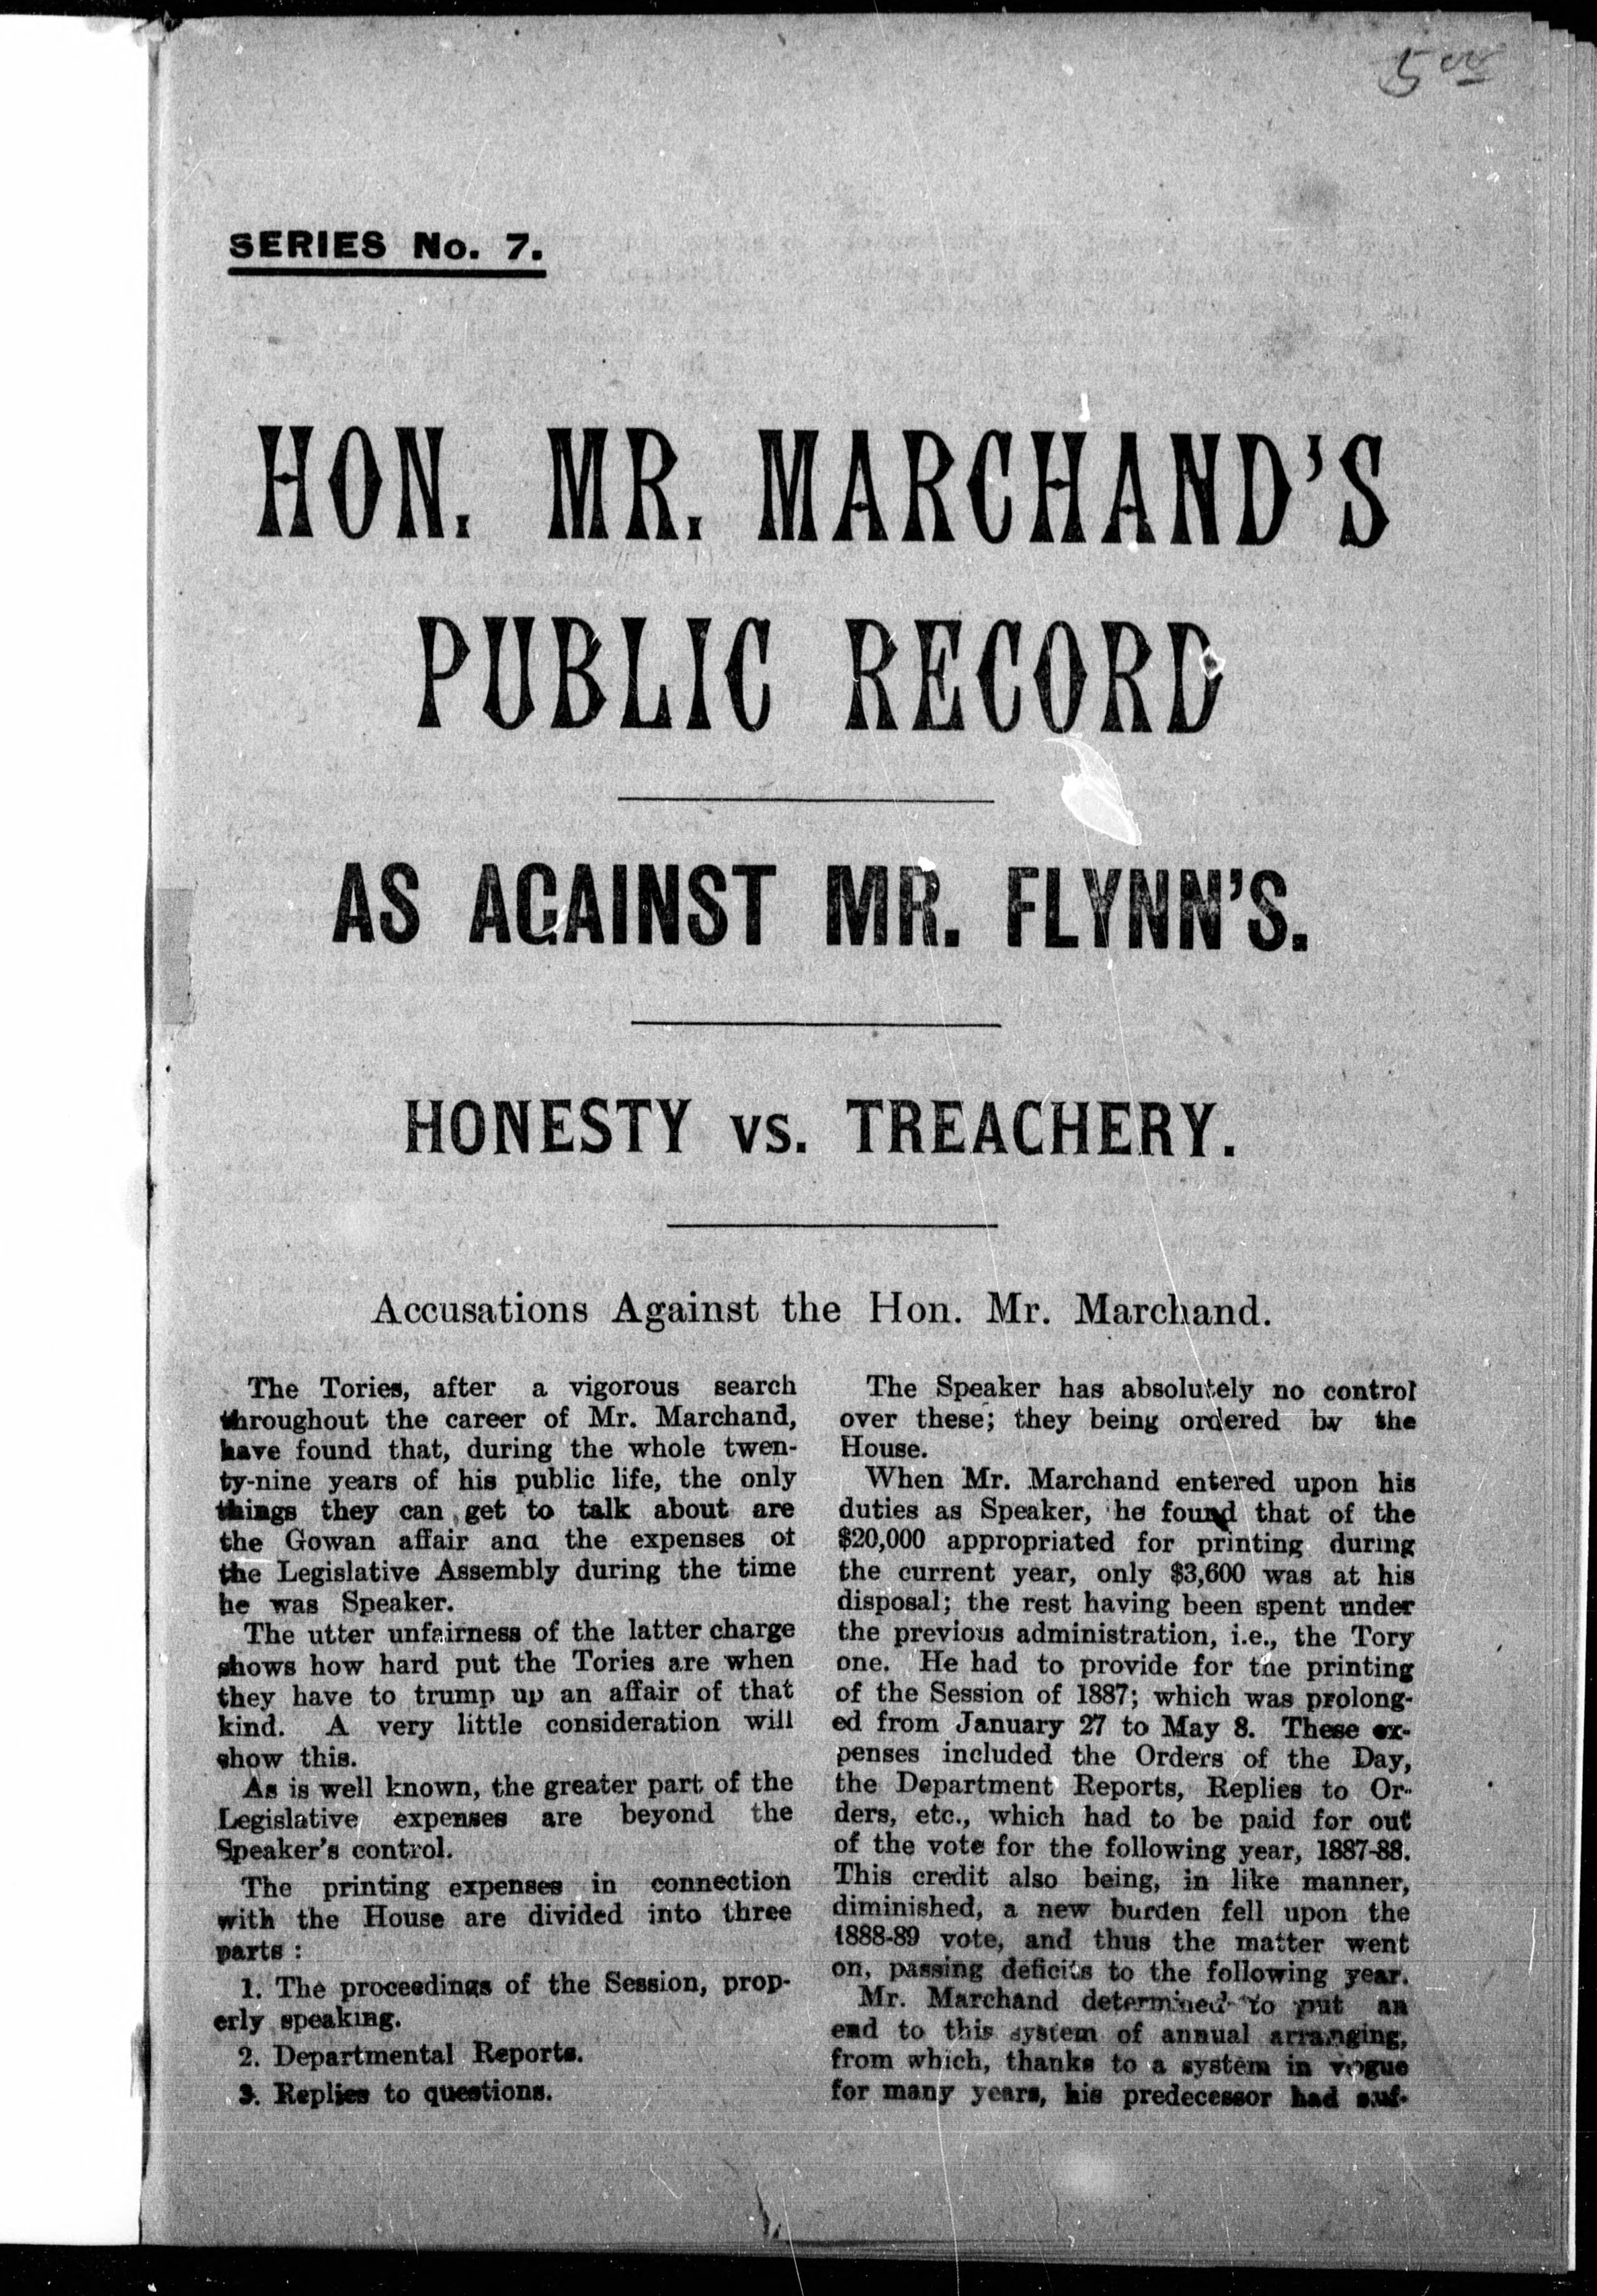 5 00
SERIES No. 7.
HON. MR. MARCHAND'S
PUBLIC RECORD
AS AGAINST MR. FLYNN'S.
HONESTY vs. TREACHERY.
Accusations Against the Hon. Mr. Marchand.
The Tories, after a vigorous search
throughout the career of Mr. Marchand,
have found that, during the whole twen-
ty-nine years of his public life, the only
things they can get to talk about are
the Gowan affair and the expenses of
the Legislative Assembly during the time
he was Speaker.
The utter unfairness of the latter charge
shows how hard put the Tories are when
they have to trump up an affair of that
kind. A very little consideration will
show this.
As is well known, the greater part of the
Legislative expenses are beyond the
Speaker's control.
The printing expenses in connection
with the House are divided into three
parts :
1. The proceedings of the Session, prop-
erly speaking.
2. Departmental Reports.
3. Replies to questions.
The Speaker has absolutely no control
over these; they being ordered by the
House.
When Mr. Marchand entered upon his
duties as Speaker, he found that of the
$20,000 appropriated for printing during
the current year, only $3,600 was at his
disposal; the rest having been spent under
the previous administration, i.e., the Tory
one. He had to provide for the printing
of the Session of 1887; which was prolong-
ed from January 27 to May 8. These ex-
penses included the Orders of the Day,
the Department Reports, Replies to Or-
ders, etc., which had to be paid for out
of the vote for the following year, 1887-88.
This credit also being, in like manner,
diminished, a new burden fell upon the
1888-89 vote, and thus the matter went
on, passing deficits to the following year.
Mr. Marchand determined to put an
end to this system of annual arranging,
from which, thanks to a system in vogue
for many years, his predecessor had suf-